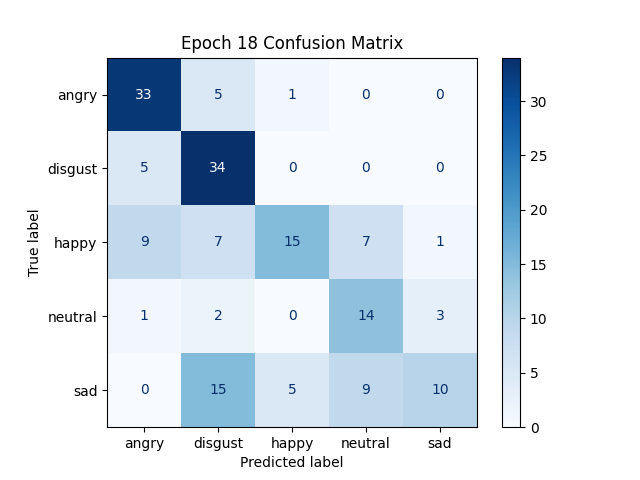 Epoch 18 Confusion Matrix
True label
angry 33 5 1 0 0
disgust 5 34 0 0 0
happy 9 7 15 7 1
neutral 1 2 0 14 3
sad 0 15 5 9 10
angry disgust happy neutral sad
Predicted label
30
25
20
15
10
5
0